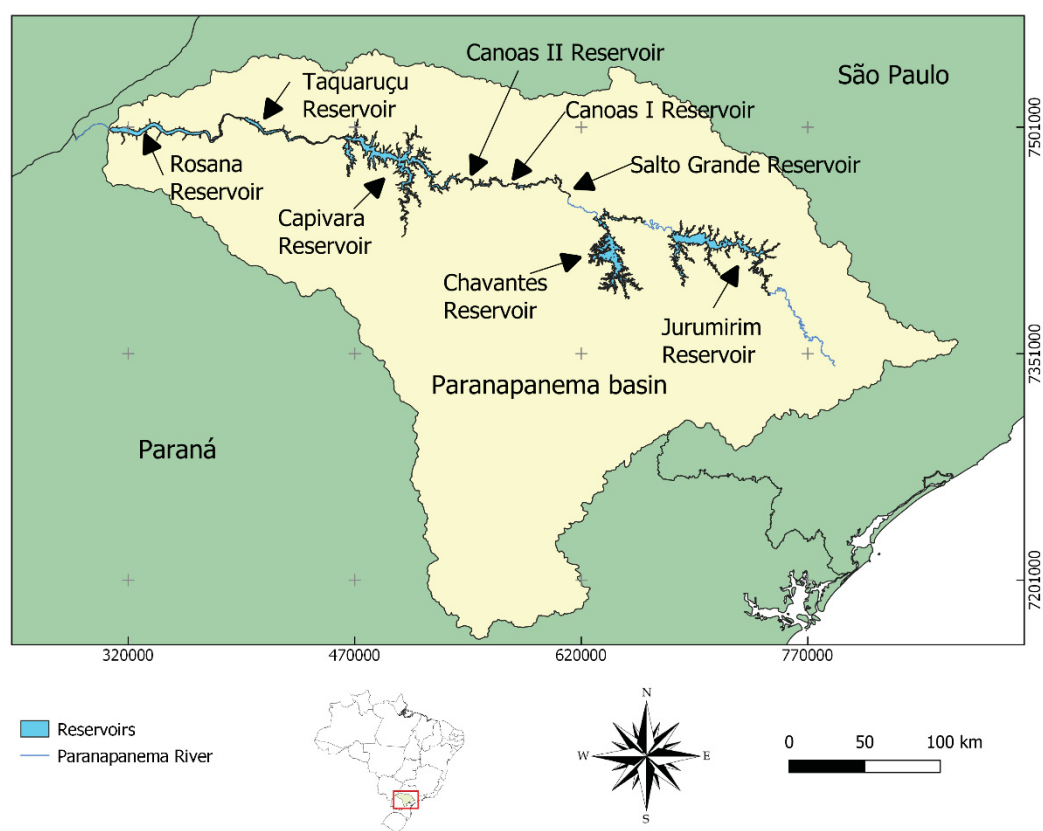 Canoas II Reservoir
São Paulo
Taquaruçu
Reservoir
Canoas I Reservoir
7501000
Rosana
Reservoir
Salto Grande Reservoir
Capivara
Reservoir
Chavantes
Reservoir
Jurumirim
Reservoir
7351000
Paranapanema basin
Paraná
7201000
320000
470000
620000
770000
Reservoirs
Paranapanema River
N
W
E
S
0
50
100 km